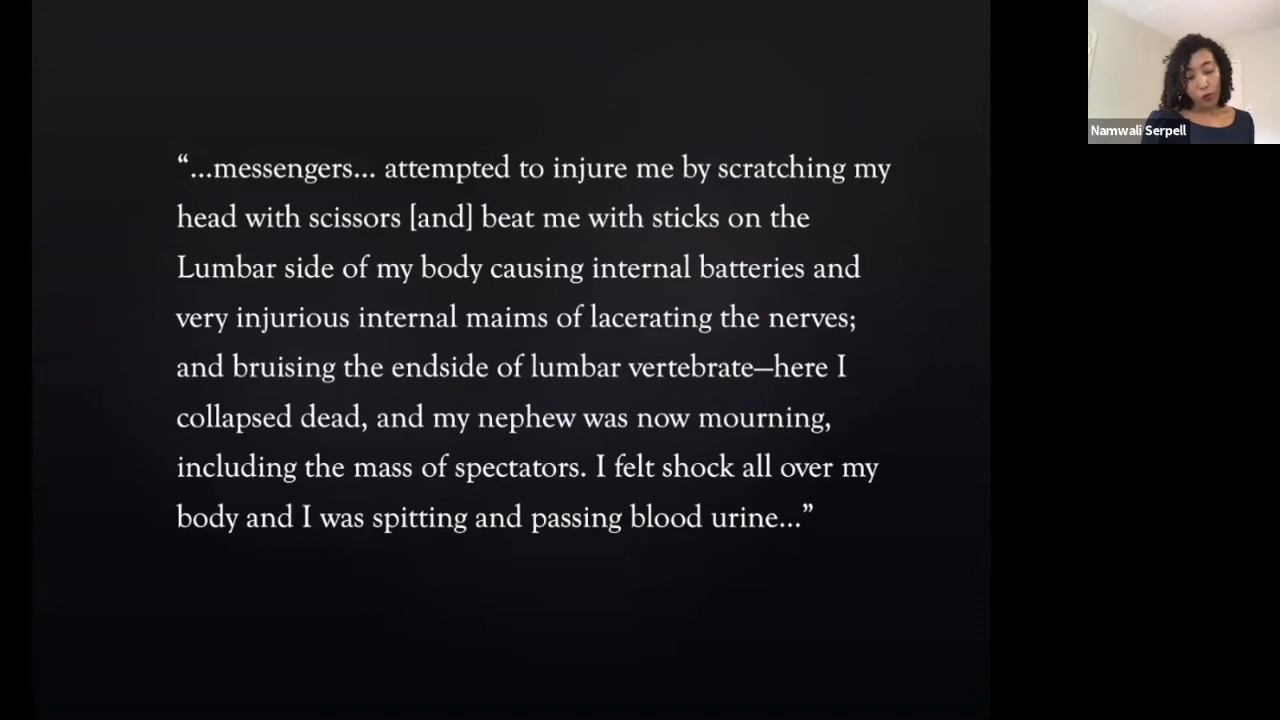 “...messengers... attempted to injure me by scratching my
head with scissors [and] beat me with sticks on the
Lumbar side of my body causing internal batteries and
very injurious internal maims of lacerating the nerves;
and bruising the endside of lumbar vertebrate—here I
collapsed dead, and my nephew was now mourning,
including the mass of spectators. I felt shock all over my
body and I was spitting and passing blood urine...”
Namwali Serpell